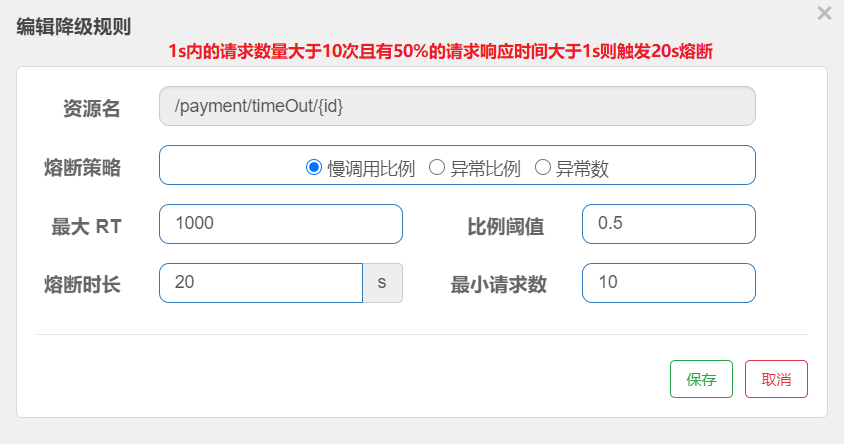 编辑降级规则
×
1s内的请求数量大于10次且有50%的请求响应时间大于1s则触发20s熔断
资源名 /payment/timeOut/{id}
熔断策略 慢调用比例 异常比例 异常数
最大 RT 1000 比例阈值 0.5
熔断时长 20 s 最小请求数 10
保存 取消